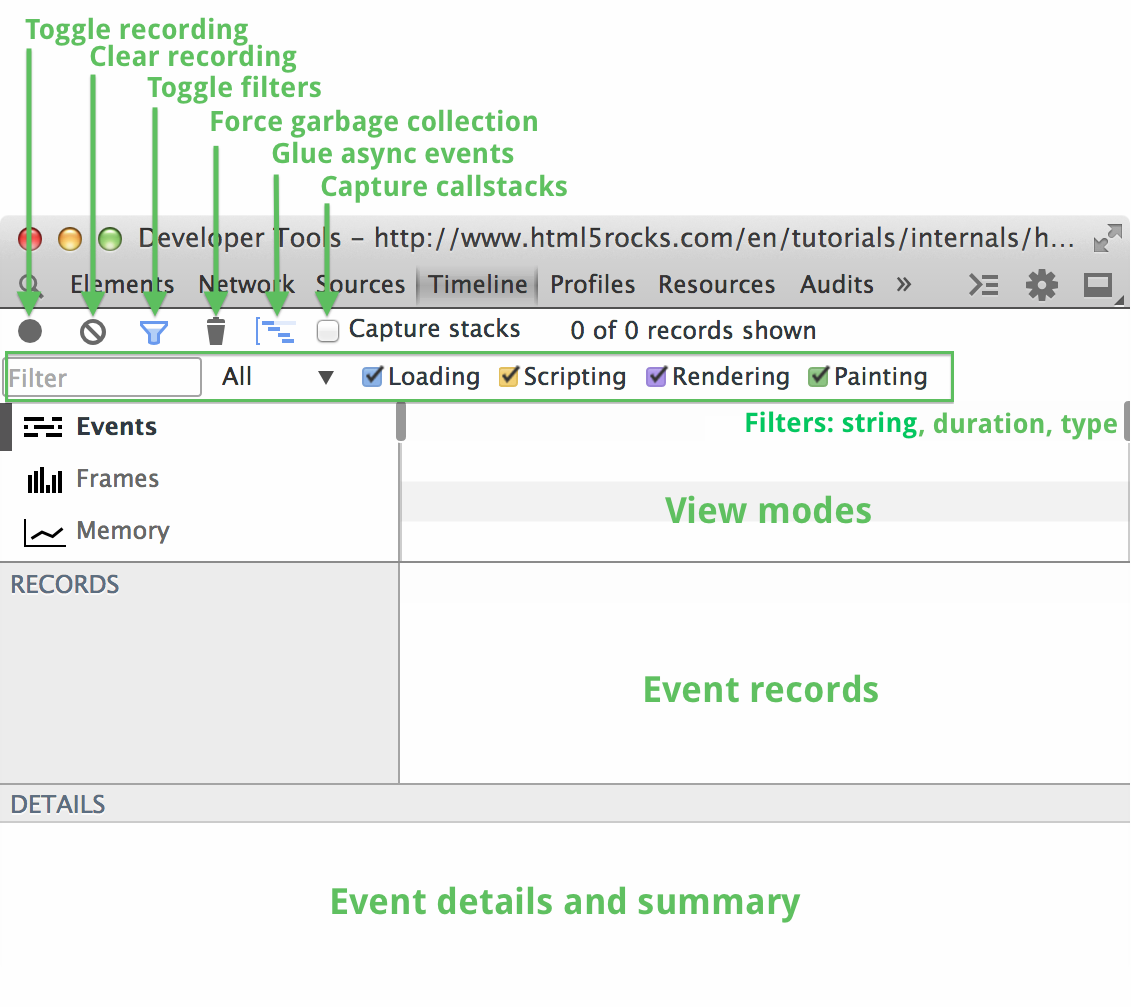 Toggle recording
Clear recording
Toggle filters
Force garbage collection
Glue async events
Capture callstacks
Developer Tools – http://www.html5rocks.com/en/tutorials/internals/h...
Elements Network Sources Timeline Profiles Resources Audits »
Capture stacks 0 of 0 records shown
Filter All ▼ Loading Scripting Rendering Painting
Events
Filters: string, duration, type
Frames
View modes
Memory
RECORDS
Event records
DETAILS
Event details and summary